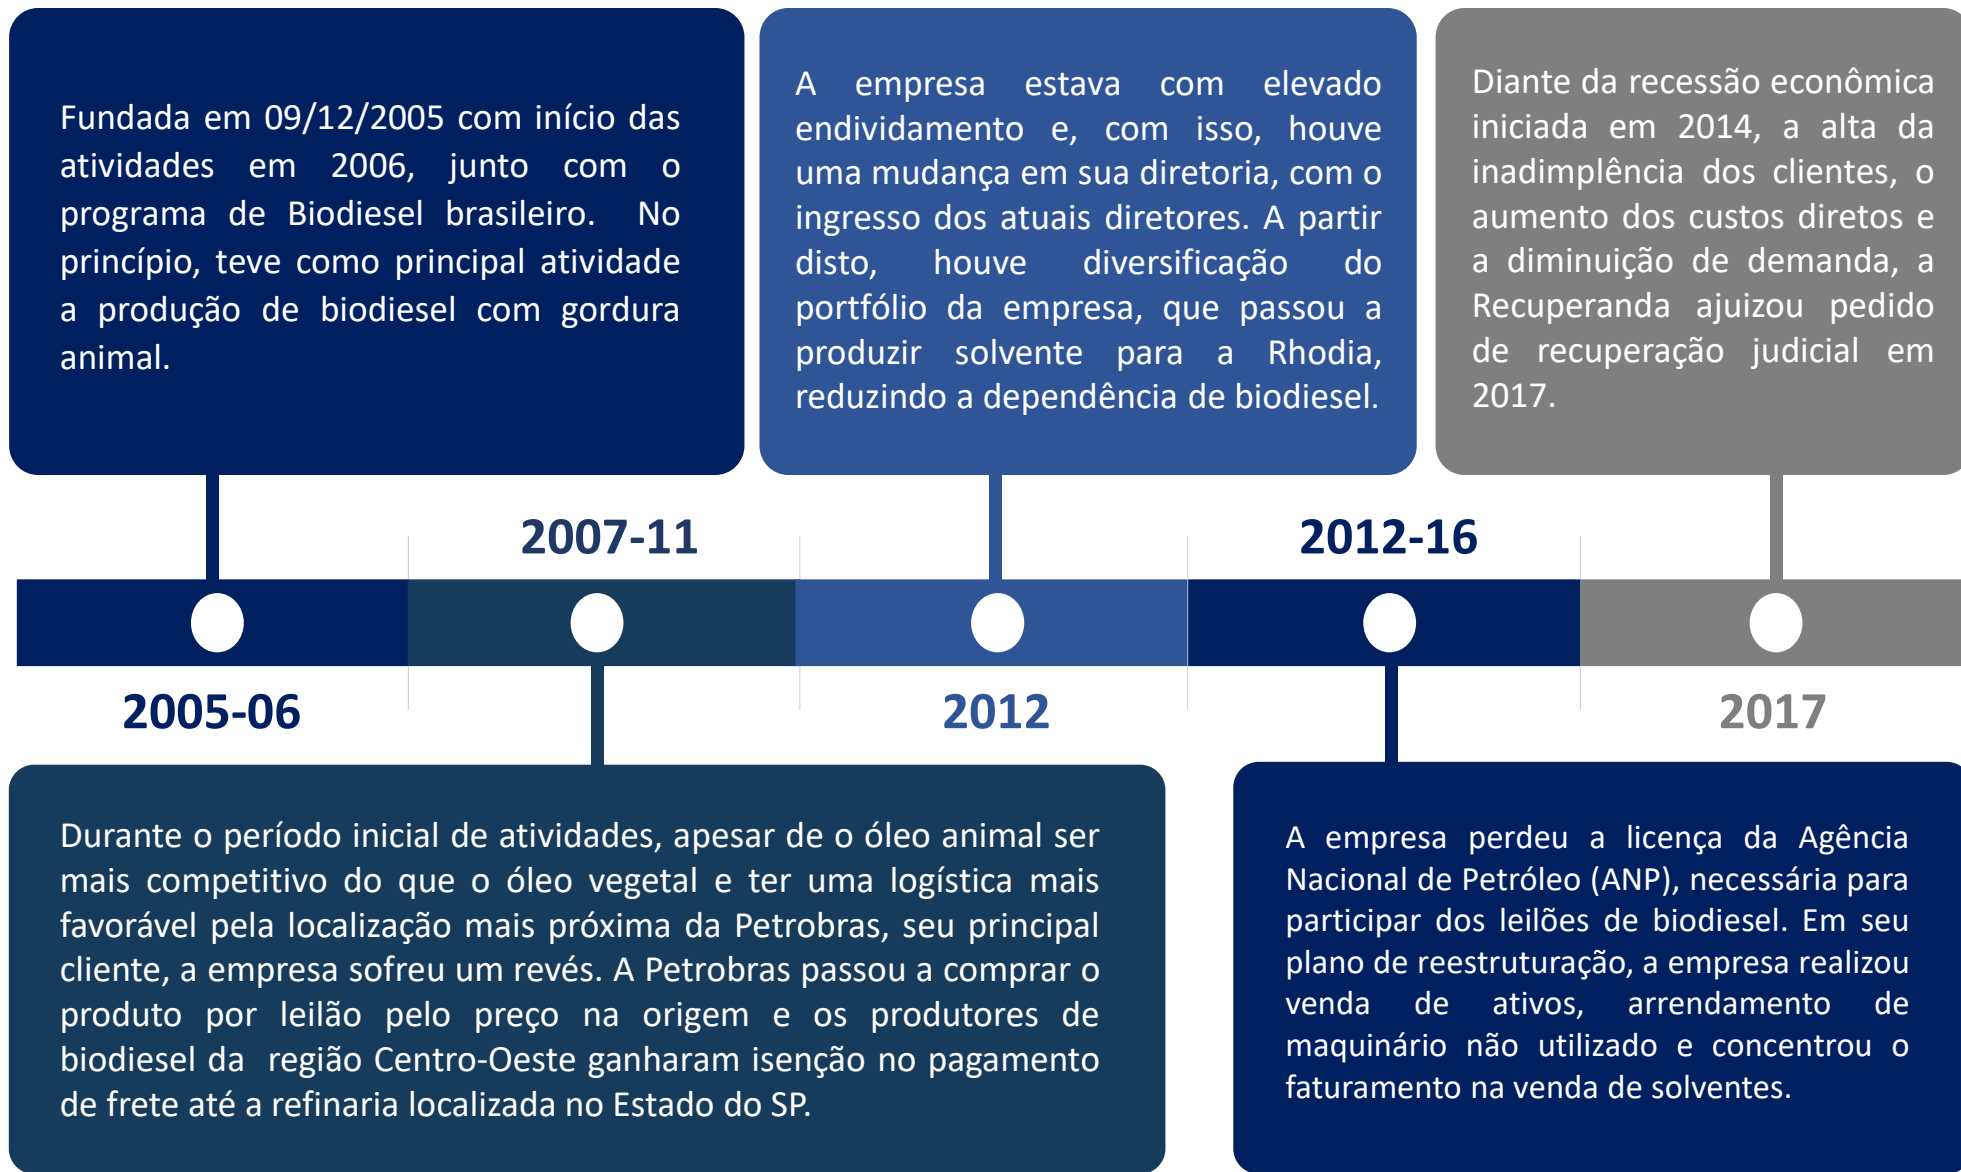 Fundada em 09/12/2005 com início das
atividades em 2006, junto com o
programa de Biodiesel brasileiro. No
princípio, teve como principal atividade
a produção de biodiesel com gordura
animal.
A empresa estava com elevado
endividamento e, com isso, houve
uma mudança em sua diretoria, com o
ingresso dos atuais diretores. A partir
disto, houve diversificação do
portfólio da empresa, que passou a
produzir solvente para a Rhodia,
reduzindo a dependência de biodiesel.
Diante da recessão econômica
iniciada em 2014, a alta da
inadimplência dos clientes, o
aumento dos custos diretos e
a diminuição de demanda, a
Recuperanda ajuizou pedido
de recuperação judicial em
2017.
2007-11
2012-16
2005-06
2012
2017
Durante o período inicial de atividades, apesar de o óleo animal ser
mais competitivo do que o óleo vegetal e ter uma logística mais
favorável pela localização mais próxima da Petrobras, seu principal
cliente, a empresa sofreu um revés. A Petrobras passou a comprar o
produto por leilão pelo preço na origem e os produtores de
biodiesel da região Centro-Oeste ganharam isenção no pagamento
de frete até a refinaria localizada no Estado do SP.
A empresa perdeu a licença da Agência
Nacional de Petróleo (ANP), necessária para
participar dos leilões de biodiesel. Em seu
plano de reestruturação, a empresa realizou
venda de ativos, arrendamento de
maquinário não utilizado e concentrou o
faturamento na venda de solventes.